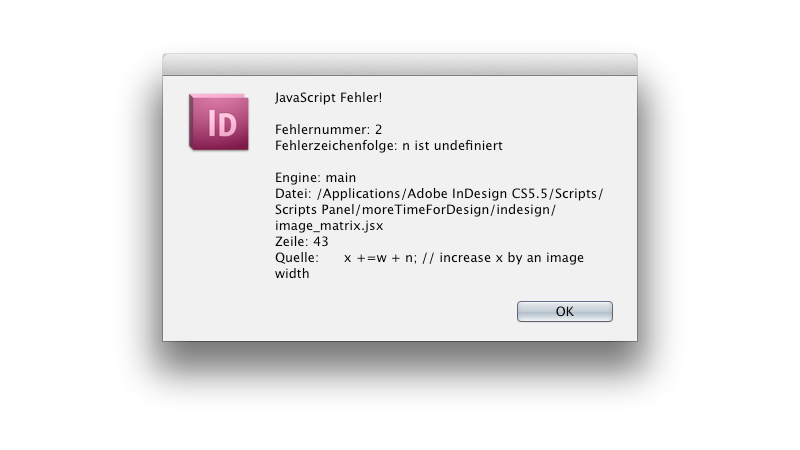 ID
JavaScript Fehler!
Fehlernummer: 2
Fehlerzeichenfolge: n ist undefiniert
Engine: main
Datei: /Applications/Adobe InDesign CS5.5/Scripts/
Scripts Panel/moreTimeForDesign/indesign/
image_matrix.jsx
Zeile: 43
Quelle: x +=w + n; // increase x by an image
width
OK